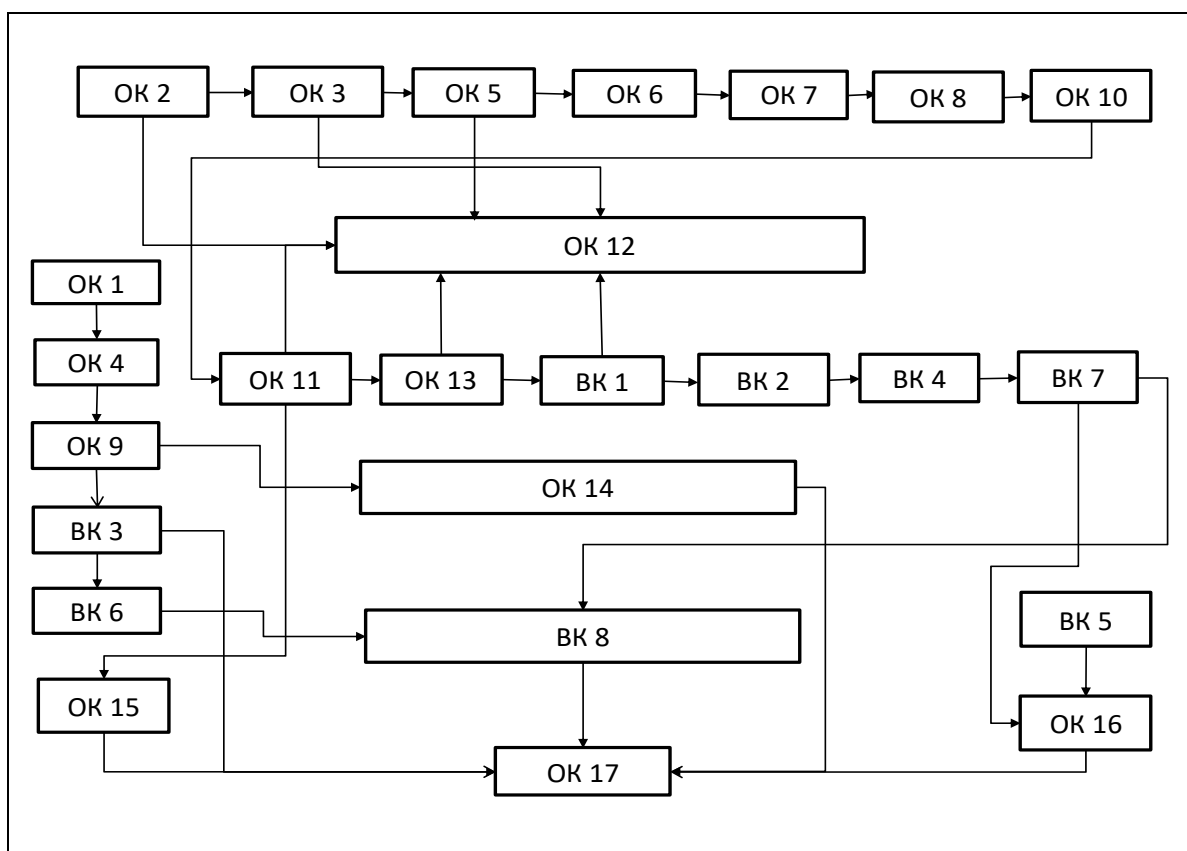 ОК 2
ОК 3
ОК 5
ОК 6
ОК 7
ОК 8
ОК 10
ОК 12
ОК 1
ОК 4
ОК 11
ОК 13
ВК 1
ВК 2
ВК 4
ВК 7
ОК 9
ОК 14
ВК 3
ВК 6
ВК 8
ВК 5
ОК 15
ОК 16
ОК 17